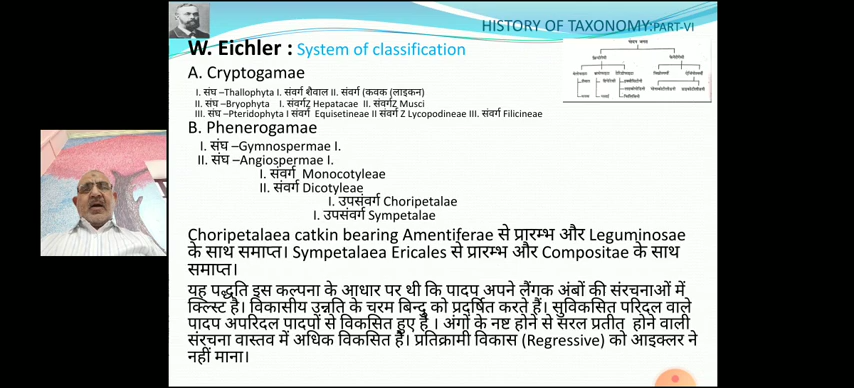 HISTORY OF TAXONOMY:PART-VI
W. Eichler : System of classification
A. Cryptogamae
I. संघ –Thallophyta I. संवर्ग शैवाल II. संवर्ग (कवक (लाइकन)
II. संघ –Bryophyta I. संवर्गZ Hepatacae II. संवर्गZ Musci
III. संघ –Pteridophyta I संवर्ग Equisetineae II संवर्ग Z Lycopodineae III. संवर्ग Filicineae
B. Phenerogamae
I. संघ –Gymnospermae I.
II. संघ –Angiospermae I.
I. संवर्ग Monocotyleae
II. संवर्ग Dicotyleae
I. उपसंवर्ग Choripetalae
I. उपसंवर्ग Sympetalae
Choripetalaea catkin bearing Amentiferae से प्रारम्भ और Leguminosae
के साथ समाप्त। Sympetalaea Ericales से प्रारम्भ और Compositae के साथ
समाप्त।
यह पद्धति इस कल्पना के आधार पर थी कि पादप अपने लैंगक अंबों की संरचनाओं में
क्लिस्ट है। विकासीय उन्नति के चरम बिन्दु को प्रदर्षित करते हैं। सुविकसित परिदल वाले
पादप अपरिदल पादपों से विकसित हुए है । अंगों के नष्ट होने से सरल प्रतीत होने वाली
संरचना वास्तव में अधिक विकसित है। प्रतिक्रामी विकास (Regressive) को आइक्लर ने
नहीं माना।